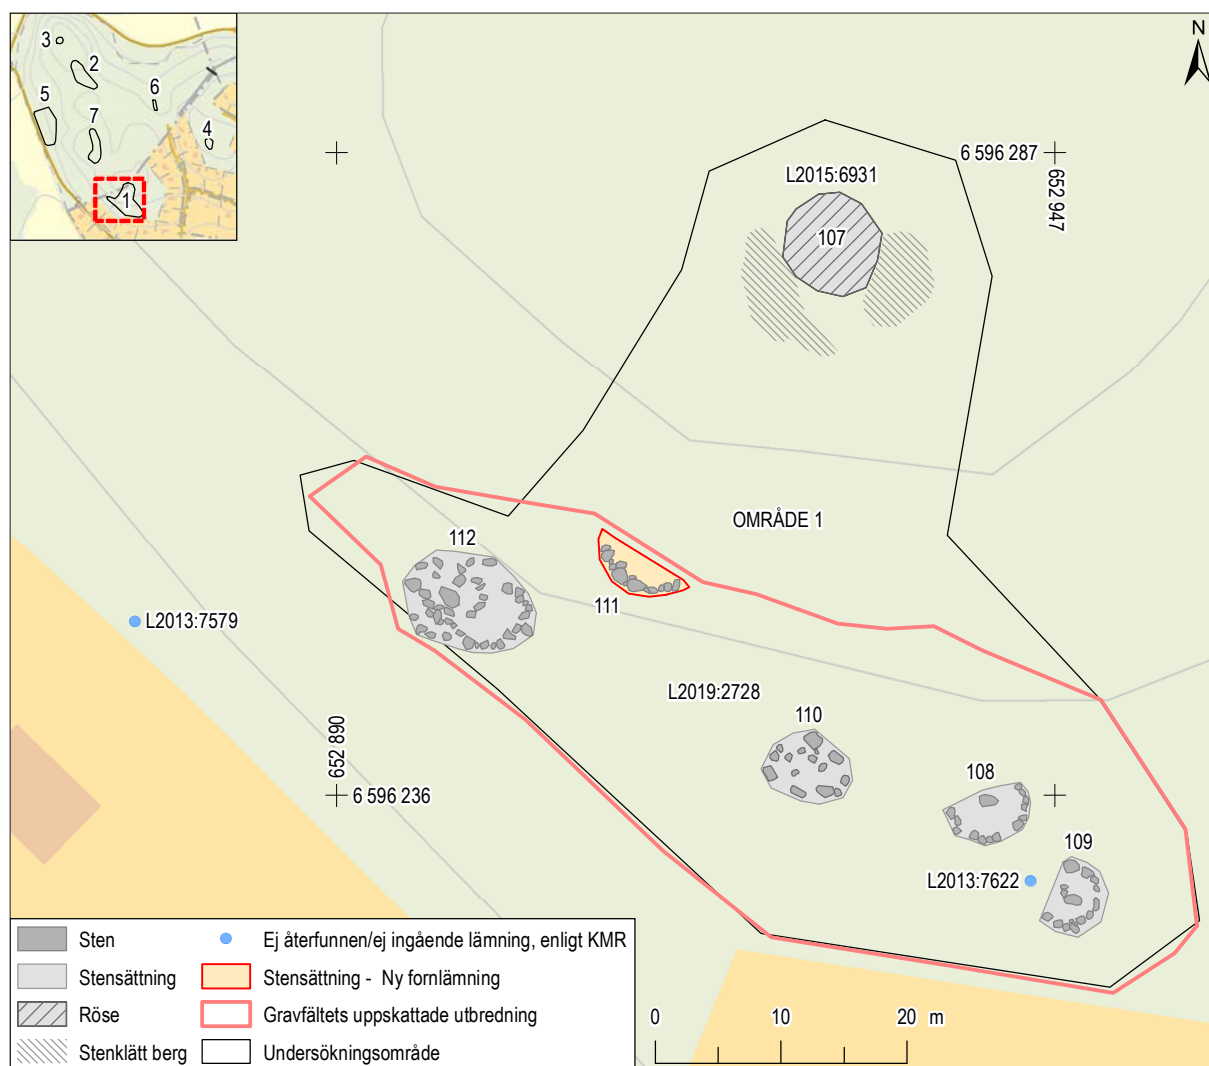 3
2
5
6
7
4
1
N
6 596 287
652 947
L2015:6931
107
OMRÅDE 1
112
111
L2013:7579
L2019:2728
110
652 890
6 596 236
108
109
L2013:7622
Sten
Ej återfunnen/ej ingående lämning, enligt KMR
Stensättning
Stensättning - Ny fornlämning
Röse
Gravfältets uppskattade utbredning
Stenklätt berg
Undersökningsområde
0 10 20 m